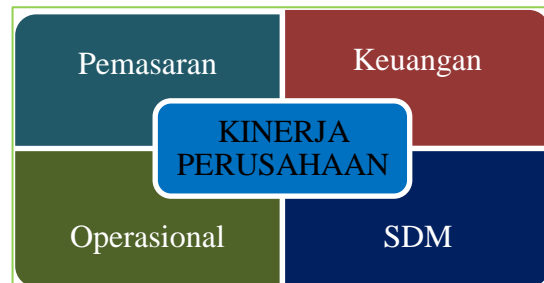 Pemasaran
Keuangan
KINERJA
PERUSAHAAN
Operasional
SDM